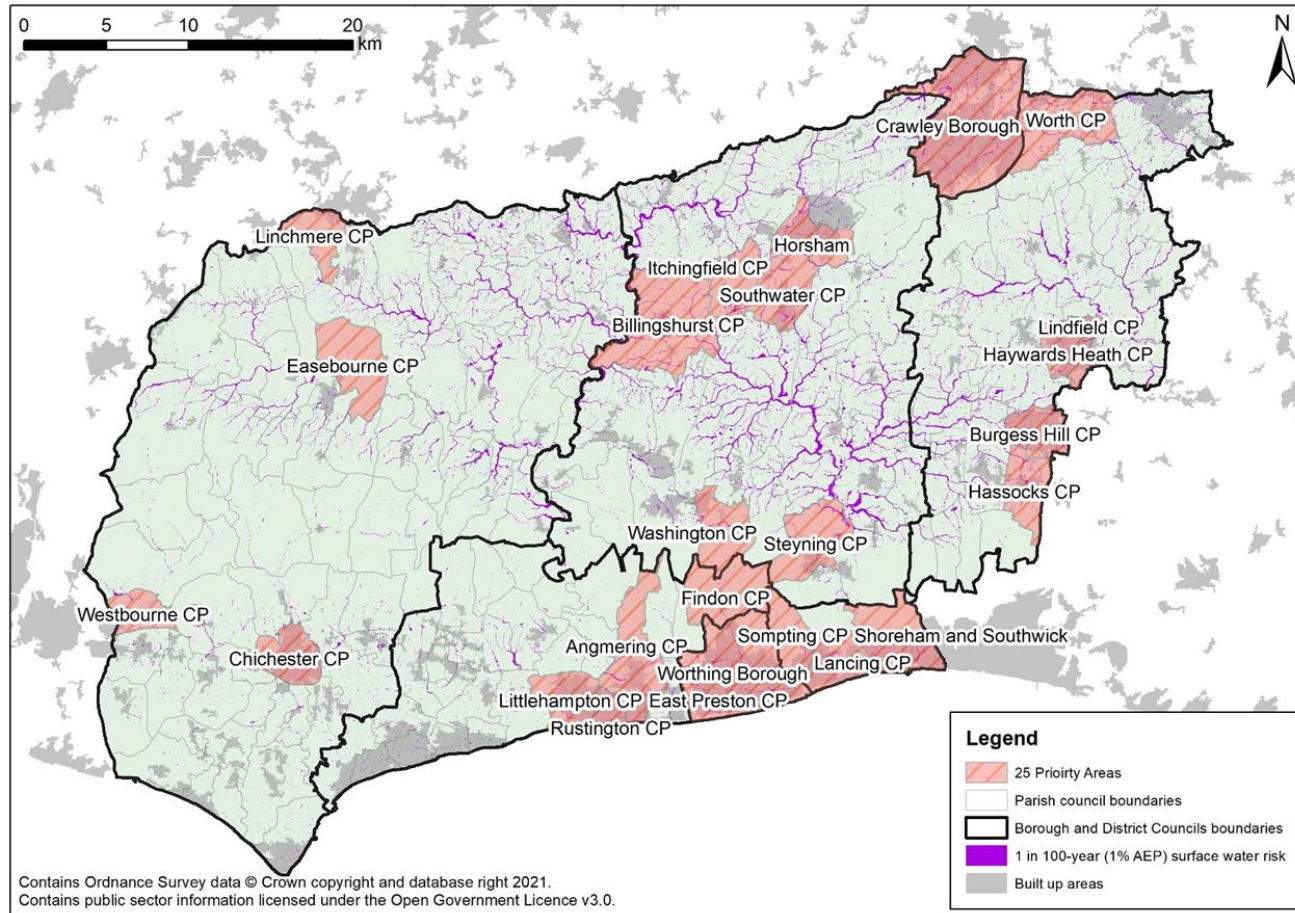 0 5 10 20
km
N
Crawley Borough
Worth CP
Linchmere CP
Horsham
Itchingfield CP
Southwater CP
Billingshurst CP
Lindfield CP
Haywards Heath CP
Easebourne CP
Burgess Hill CP
Hassocks CP
Washington CP
Steyning CP
Findon CP
Westbourne CP
Angmering CP
Sompting CP
Shoreham and Southwick
Chichester CP
Worthing Borough
Lancing CP
Littlehampton CP
East Preston CP
Rustington CP
Legend
25 Prioirty Areas
Parish council boundaries
Borough and District Councils boundaries
1 in 100-year (1% AEP) surface water risk
Built up areas
Contains Ordnance Survey data © Crown copyright and database right 2021.
Contains public sector information licensed under the Open Government Licence v3.0.